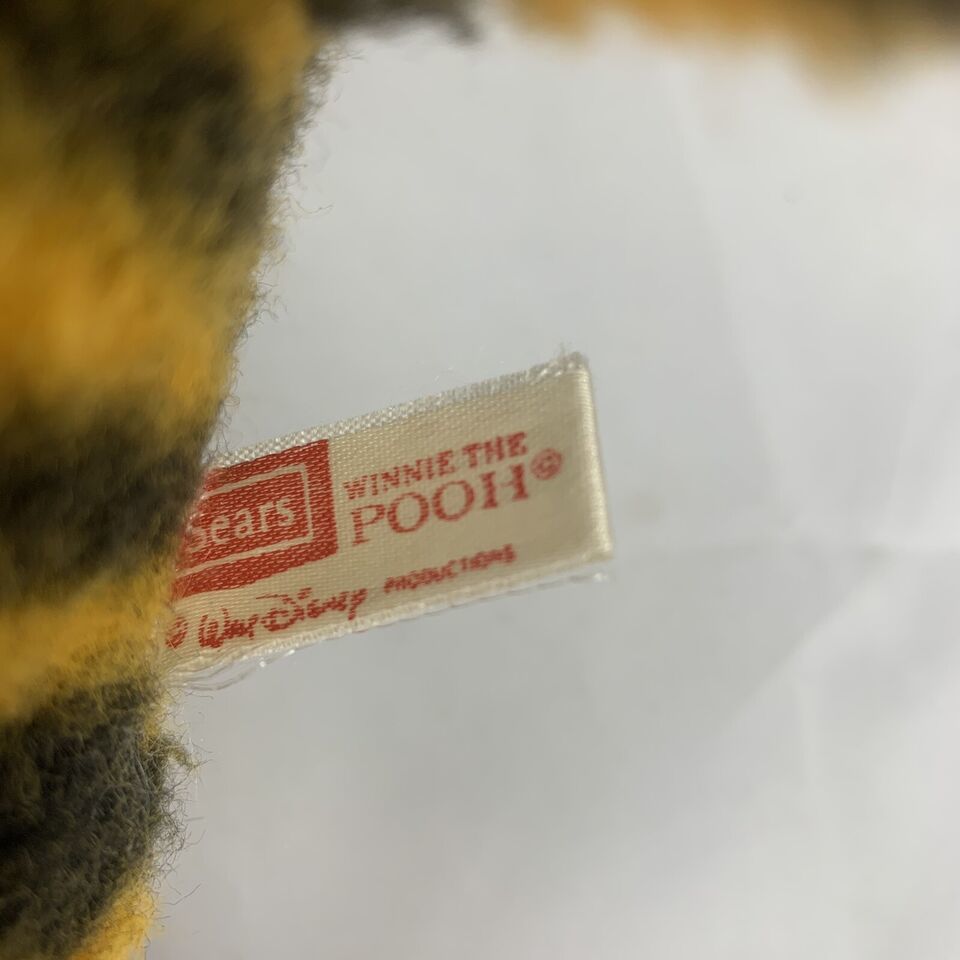 Sears
WINNIE THE
POOH©
© Walt Disney PRODUCTIONS